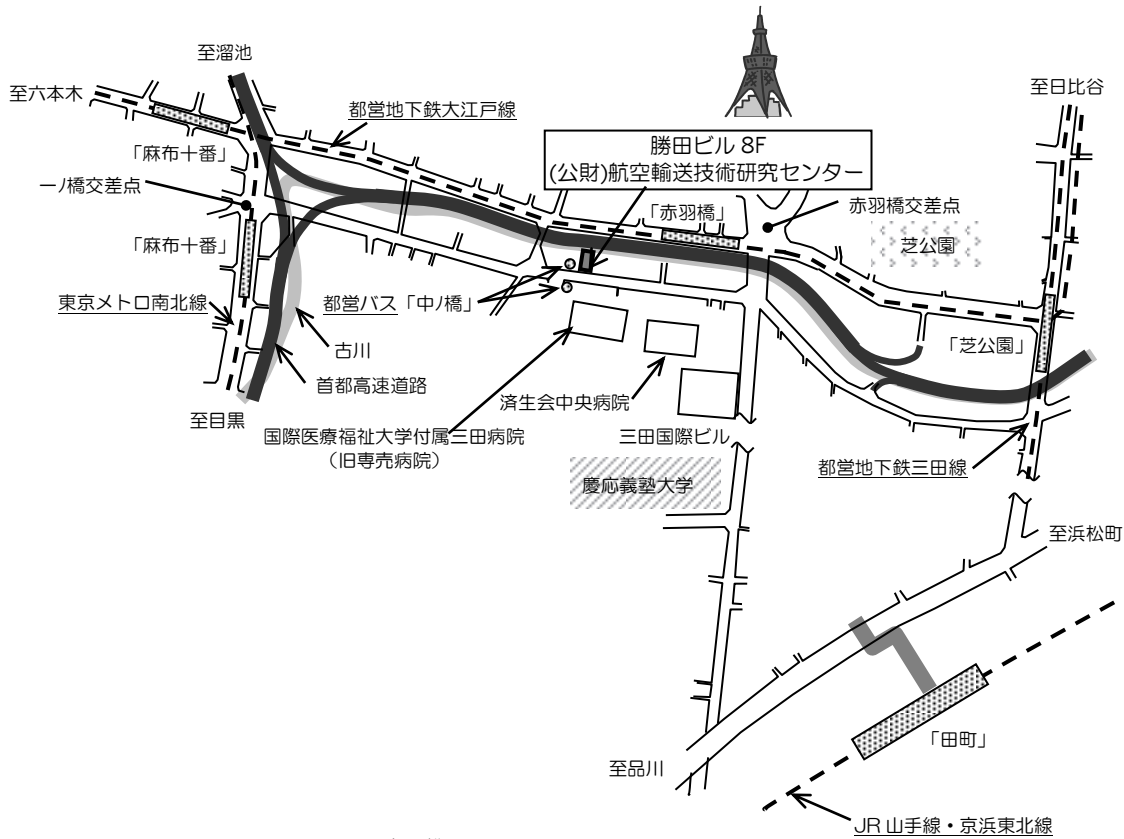 至溜池
至六本木
至日比谷
都営地下鉄大江戸線
勝田ビル 8F
(公財)航空輸送技術研究センター
「麻布十番」
一ノ橋交差点
「赤羽橋」
赤羽橋交差点
芝公園
「麻布十番」
東京メトロ南北線
都営バス「中ノ橋」
古川
「芝公園」
首都高速道路
至目黒
済生会中央病院
国際医療福祉大学付属三田病院
（旧専売病院）
三田国際ビル
都営地下鉄三田線
慶応義塾大学
至浜松町
「田町」
至品川
JR 山手線・京浜東北線